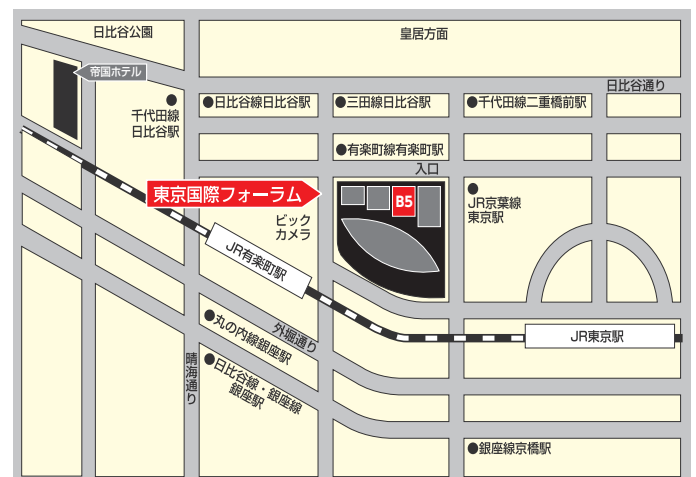 日比谷公園
皇居方面
帝国ホテル
日比谷通り
千代田線
日比谷駅
●日比谷線日比谷駅
●三田線日比谷駅
●千代田線二重橋前駅
●有楽町線有楽町駅
入口
東京国際フォーラム
B5
JR京葉線
東京駅
ビック
カメラ
JR有楽町駅
外堀通り
●丸の内線銀座駅
JR東京駅
晴海通り
●日比谷線・銀座線
銀座駅
●銀座線京橋駅